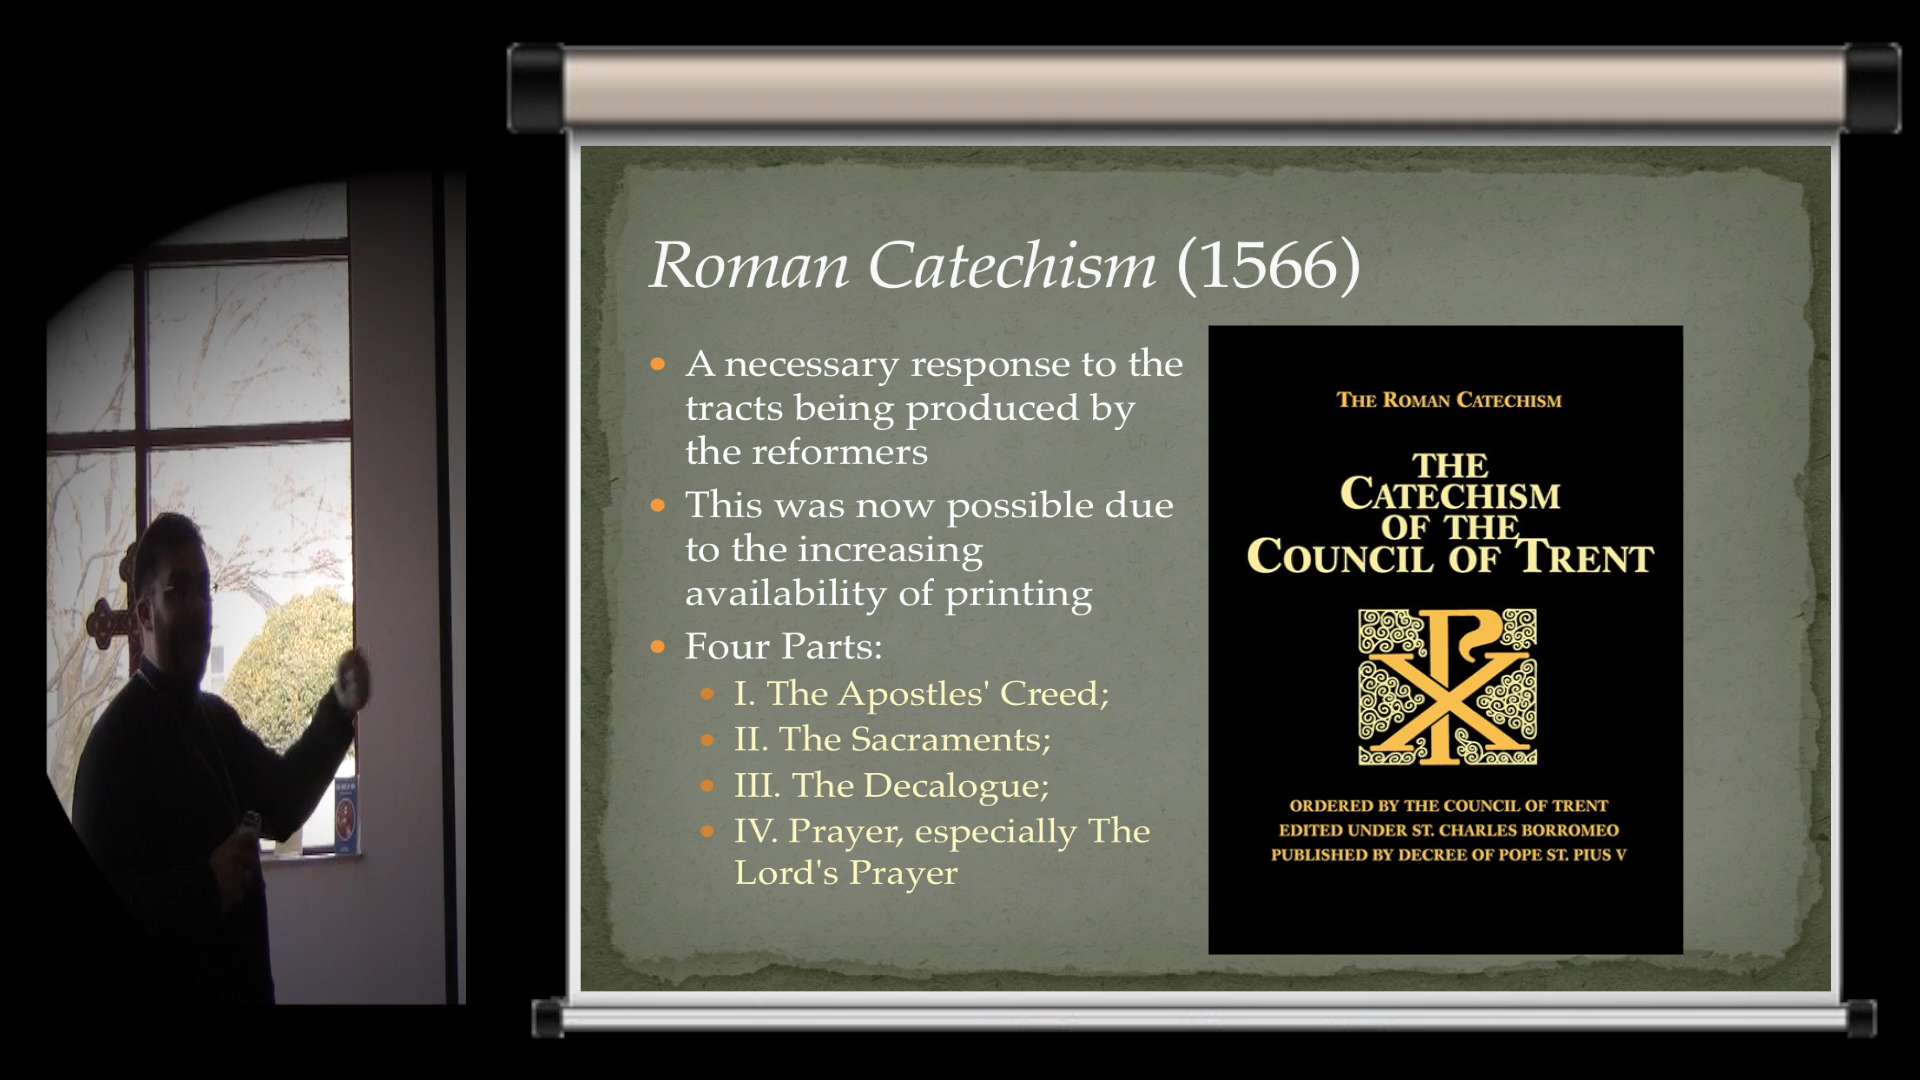 Roman Catechism (1566)
• A necessary response to the
tracts being produced by
the reformers
• This was now possible due
to the increasing
availability of printing
• Four Parts:
• I. The Apostles' Creed;
• II. The Sacraments;
• III. The Decalogue;
• IV. Prayer, especially The
Lord's Prayer
THE ROMAN CATECHISM
THE
CATECHISM
OF THE
COUNCIL OF TRENT
ORDERED BY THE COUNCIL OF TRENT
EDITED UNDER ST. CHARLES BORROMEO
PUBLISHED BY DECREE OF POPE ST. PIUS V